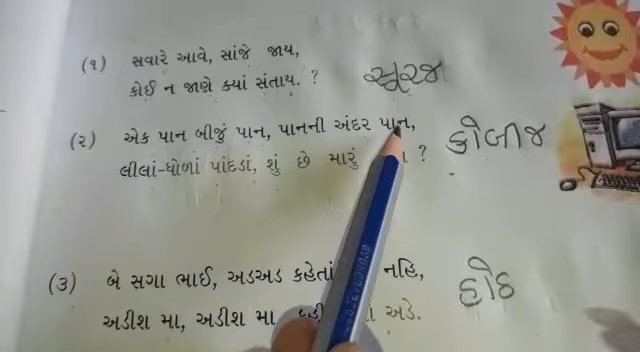 (૧) સવારે આવે, સાંજે જાય, સૂરજ
કોઈ ન જાણે ક્યાં સંતાય. ?
(૨) એક પાન બીજું પાન, પાનની અંદર પાન, કોબીજ
લીલાં-ધોળાં પાંદડાં, શું છે મારું ?
(૩) બે સગા ભાઈ, અડઅડ કહેતાં નહિ, હોઠ
અડીશ મા, અડીશ મા અડે.